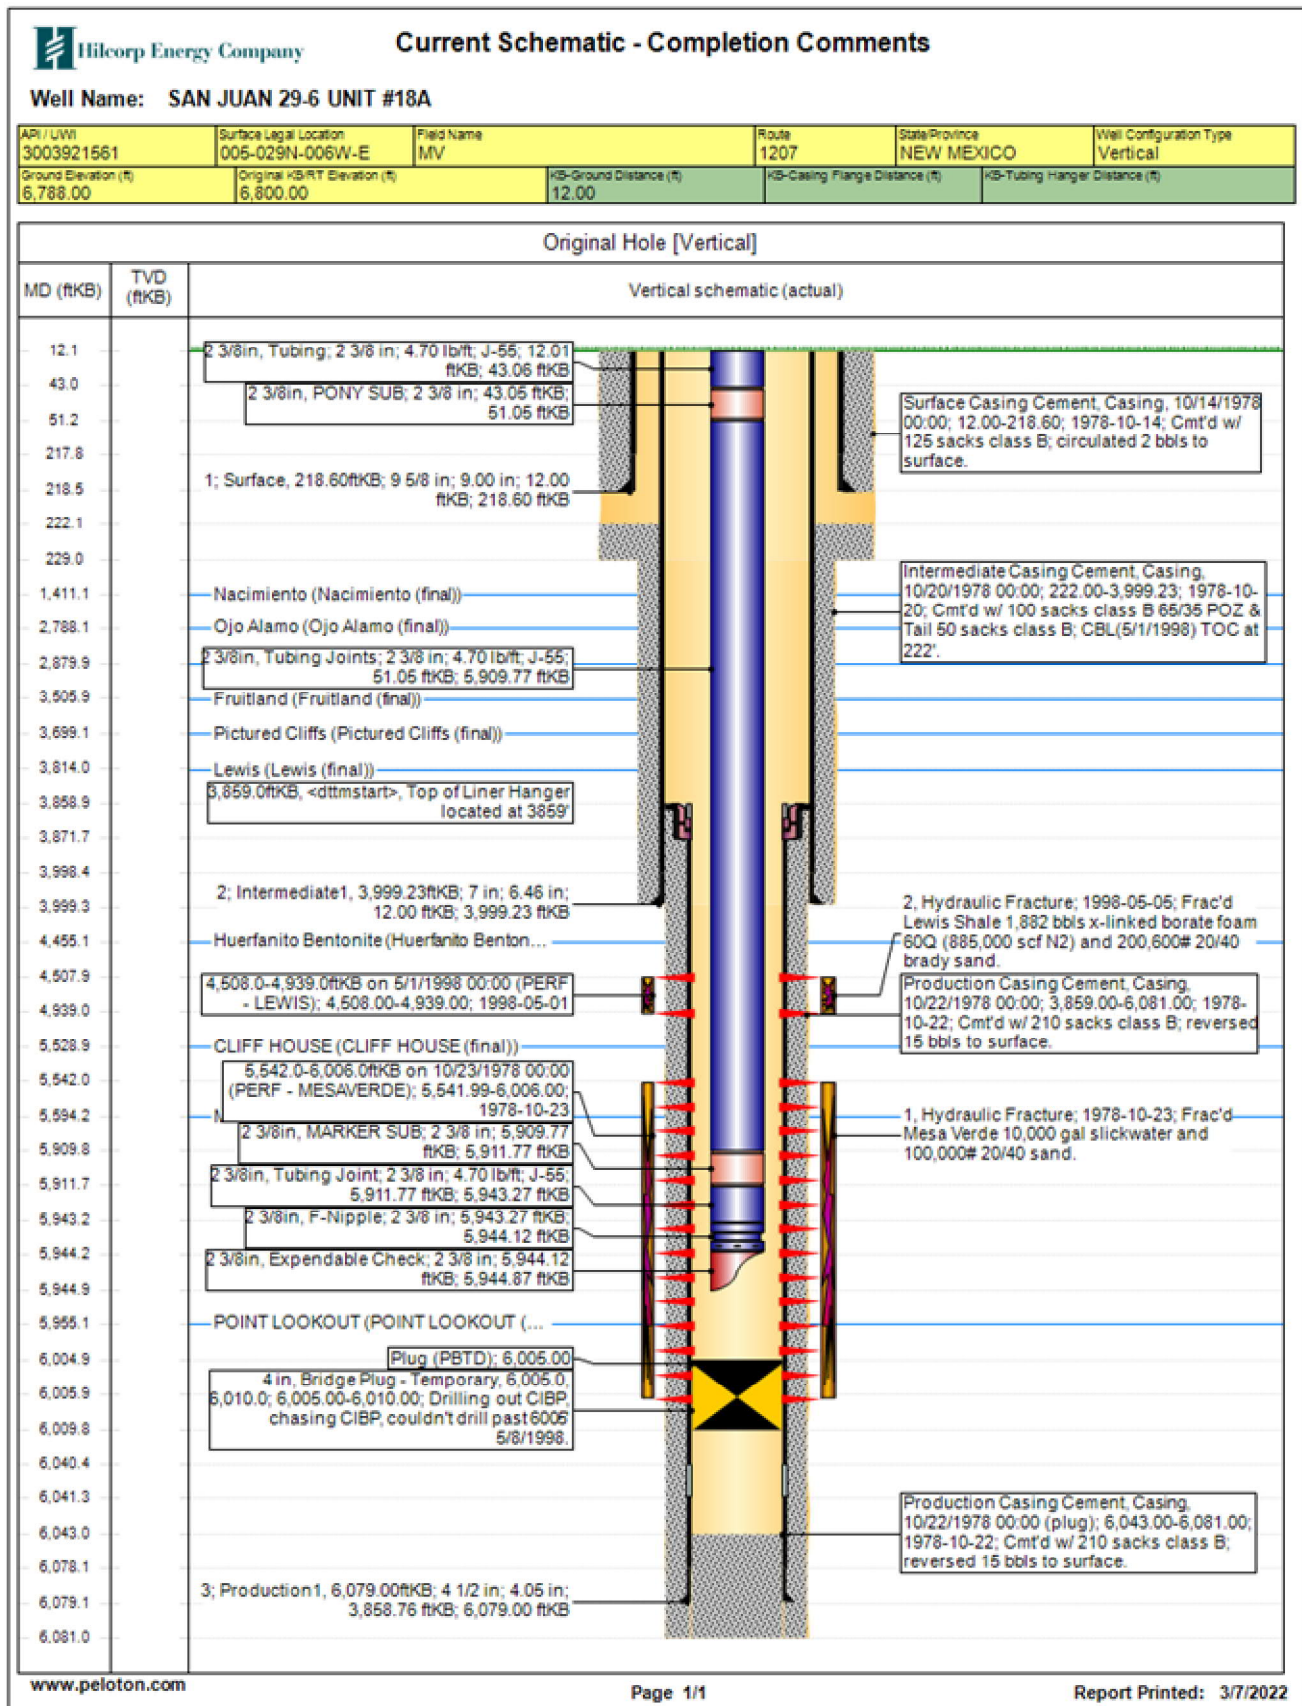 Hilcorp Energy Company
Current Schematic - Completion Comments
Well Name: SAN JUAN 29-6 UNIT #18A
API / UWI
3003921561
Surface Legal Location
005-029N-006W-E
Field Name
MV
Route
1207
State/Province
NEW MEXICO
Well Configuration Type
Vertical
Ground Elevation (ft)
6,788.00
Original KB/RT Elevation (ft)
6,800.00
KB-Ground Distance (ft)
12.00
KB-Casing Flange Distance (ft)
KB-Tubing Hanger Distance (ft)
Original Hole [Vertical]
MD (ftKB)
TVD
(ftKB)
Vertical schematic (actual)
12.1
43.0
51.2
217.8
218.5
222.1
229.0
1,411.1
2,788.1
2,879.9
3,505.9
3,699.1
3,814.0
3,858.9
3,871.7
3,998.4
3,999.3
4,455.1
4,507.9
4,939.0
5,528.9
5,542.0
5,594.2
5,909.8
5,911.7
5,943.2
5,944.2
5,944.9
5,955.1
6,004.9
6,005.9
6,009.8
6,040.4
6,041.3
6,043.0
6,078.1
6,079.1
6,081.0
2 3/8in, Tubing; 2 3/8 in; 4.70 lb/ft; J-55; 12.01
ftKB; 43.06 ftKB
2 3/8in, PONY SUB; 2 3/8 in; 43.05 ftKB;
51.05 ftKB
1; Surface, 218.60ftKB; 9 5/8 in; 9.00 in; 12.00
ftKB; 218.60 ftKB
Nacimiento (Nacimiento (final))
Ojo Alamo (Ojo Alamo (final))
2 3/8in, Tubing Joints; 2 3/8 in; 4.70 lb/ft; J-55;
51.05 ftKB; 5,909.77 ftKB
Fruitland (Fruitland (final))
Pictured Cliffs (Pictured Cliffs (final))
Lewis (Lewis (final))
3,859.0ftKB, <dttmstart>, Top of Liner Hanger
located at 3859'
2; Intermediate1, 3,999.23ftKB; 7 in; 6.46 in;
12.00 ftKB; 3,999.23 ftKB
Huerfanito Bentonite (Huerfanito Benton...
4,508.0-4,939.0ftKB on 5/1/1998 00:00 (PERF
- LEWIS); 4,508.00-4,939.00; 1998-05-01
CLIFF HOUSE (CLIFF HOUSE (final))
5,542.0-6,006.0ftKB on 10/23/1978 00:00
(PERF - MESAVERDE); 5,541.99-6,006.00;
1978-10-23
M
2 3/8in, MARKER SUB; 2 3/8 in; 5,909.77
ftKB; 5,911.77 ftKB
2 3/8in, Tubing Joint; 2 3/8 in; 4.70 lb/ft; J-55;
5,911.77 ftKB; 5,943.27 ftKB
2 3/8in, F-Nipple; 2 3/8 in; 5,943.27 ftKB;
5,944.12 ftKB
2 3/8in, Expendable Check; 2 3/8 in; 5,944.12
ftKB; 5,944.87 ftKB
POINT LOOKOUT (POINT LOOKOUT (...
Plug (PBTD); 6,005.00
4 in, Bridge Plug - Temporary, 6,005.0,
6,010.0; 6,005.00-6,010.00; Drilling out CIBP,
chasing CIBP, couldn't drill past 6005'
5/8/1998.
3; Production1, 6,079.00ftKB; 4 1/2 in; 4.05 in;
3,858.76 ftKB; 6,079.00 ftKB
Surface Casing Cement, Casing, 10/14/1978
00:00; 12.00-218.60; 1978-10-14; Cmt'd w/
125 sacks class B; circulated 2 bbls to
surface.
Intermediate Casing Cement, Casing,
10/20/1978 00:00; 222.00-3,999.23; 1978-10-
20; Cmt'd w/ 100 sacks class B 65/35 POZ &
Tail 50 sacks class B; CBL(5/1/1998) TOC at
222'.
2, Hydraulic Fracture; 1998-05-05; Frac'd
Lewis Shale 1,882 bbls x-linked borate foam
60Q (885,000 scf N2) and 200,600# 20/40
brady sand.
Production Casing Cement, Casing,
10/22/1978 00:00; 3,859.00-6,081.00; 1978-
10-22; Cmt'd w/ 210 sacks class B; reversed
15 bbls to surface.
1, Hydraulic Fracture; 1978-10-23; Frac'd
Mesa Verde 10,000 gal slickwater and
100,000# 20/40 sand.
Production Casing Cement, Casing,
10/22/1978 00:00 (plug); 6,043.00-6,081.00;
1978-10-22; Cmt'd w/ 210 sacks class B;
reversed 15 bbls to surface.
www.peloton.com
Page 1/1
Report Printed: 3/7/2022